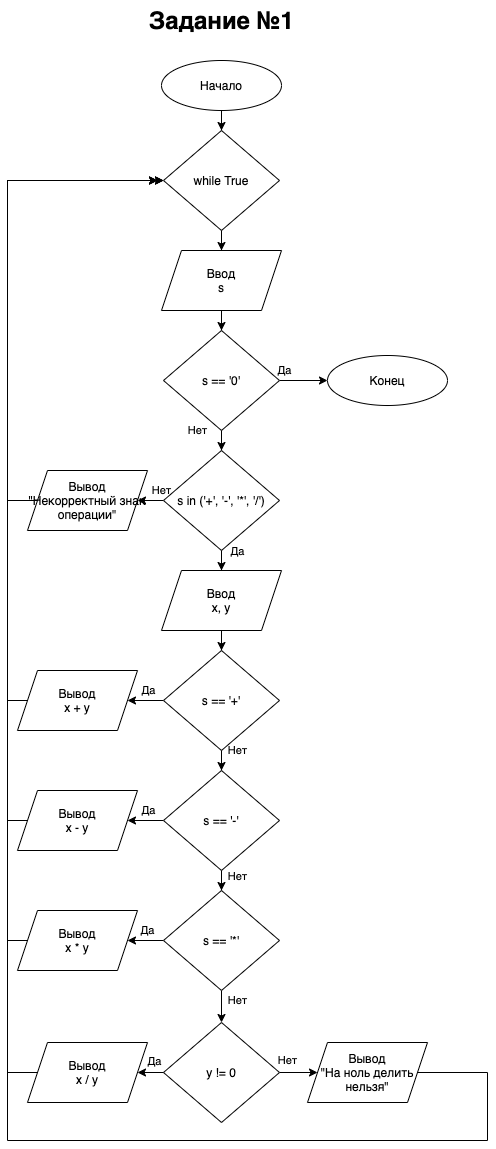 Задание №1
Начало
while True
Ввод
s
s == '0'
Да
Конец
Нет
s in ('+', '-', '*', '/')
Нет
Вывод
"Некорректный знак
операции"
Да
Ввод
x, y
s == '+'
Да
Вывод
x + y
Нет
s == '-'
Да
Вывод
x - y
Нет
s == '*'
Да
Вывод
x * y
Нет
y != 0
Да
Вывод
x / y
Нет
Вывод
"На ноль делить
нельзя"